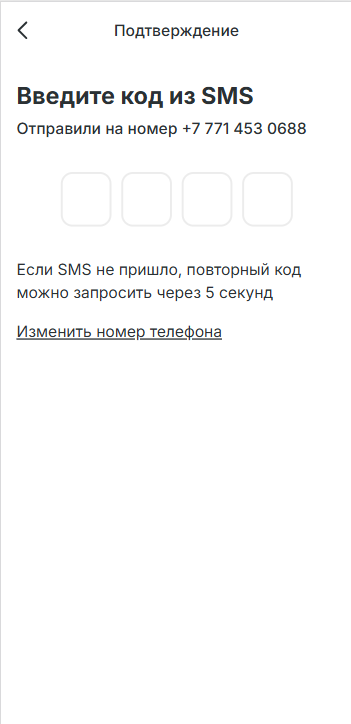 Подтверждение
Введите код из SMS
Отправили на номер +7 771 453 0688
Если SMS не пришло, повторный код
можно запросить через 5 секунд
Изменить номер телефона